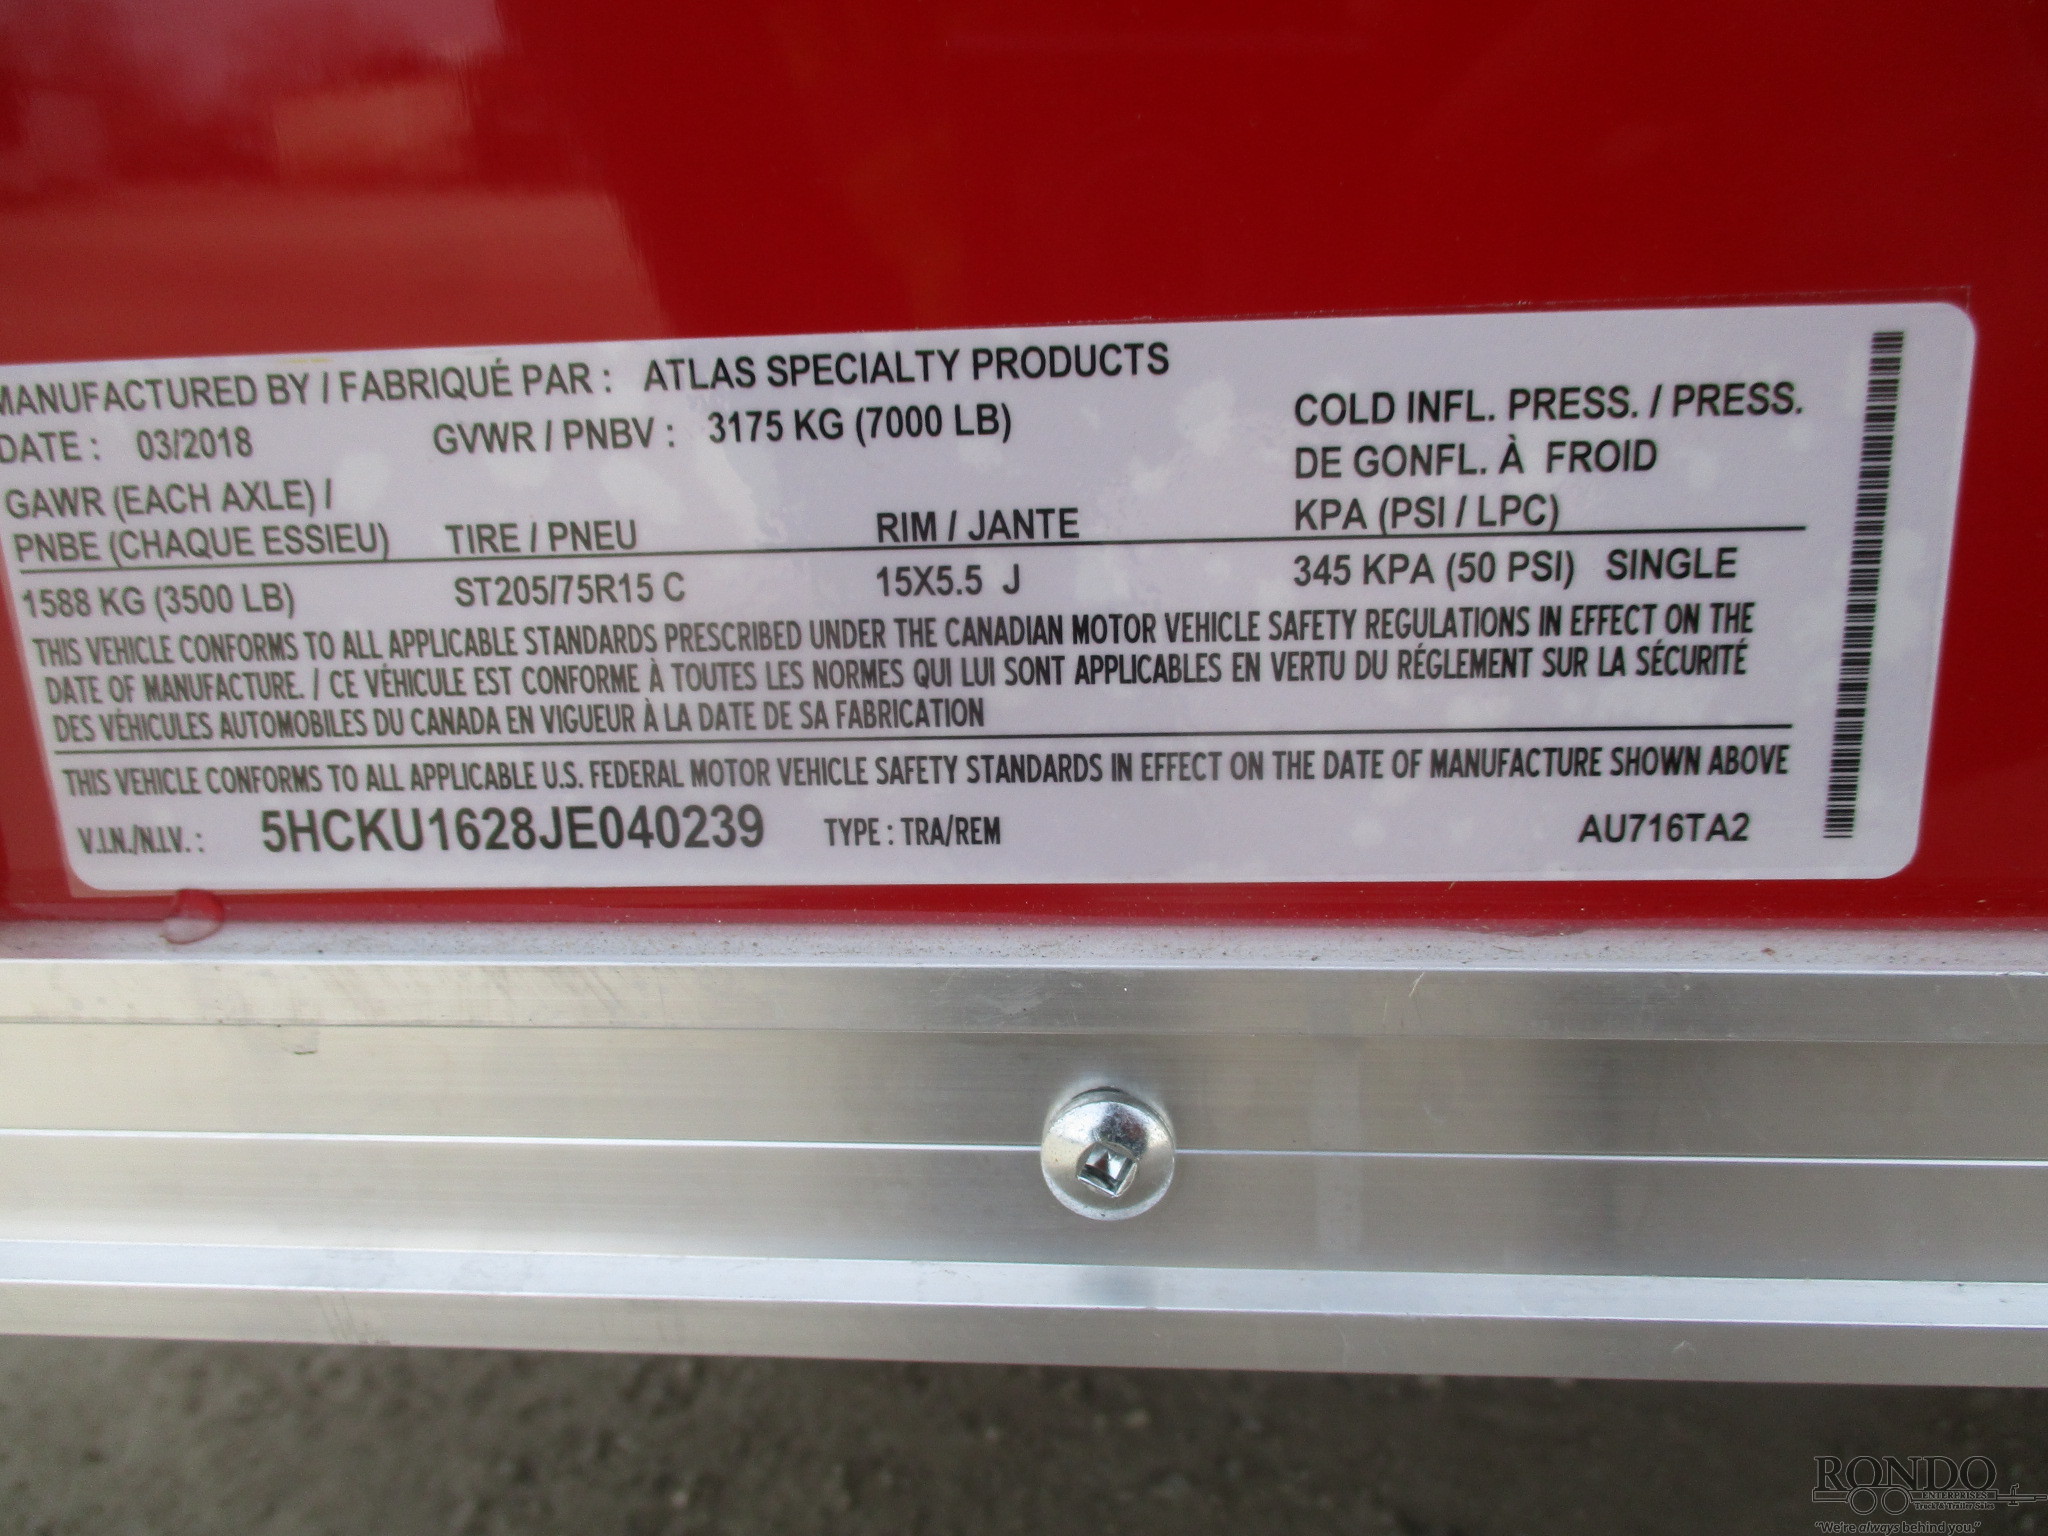 MANUFACTURED BY / FABRIQUÉ PAR : ATLAS SPECIALTY PRODUCTS
DATE : 03/2018 GVWR / PNBV : 3175 KG (7000 LB)
COLD INFL. PRESS. / PRESS.
DE GONFL. À FROID
KPA (PSI / LPC)
GAWR (EACH AXLE) /
PNBE (CHAQUE ESSIEU) TIRE / PNEU RIM / JANTE
1588 KG (3500 LB) ST205/75R15 C 15X5.5 J 345 KPA (50 PSI) SINGLE
THIS VEHICLE CONFORMS TO ALL APPLICABLE STANDARDS PRESCRIBED UNDER THE CANADIAN MOTOR VEHICLE SAFETY REGULATIONS IN EFFECT ON THE
DATE OF MANUFACTURE. / CE VÉHICULE EST CONFORME À TOUTES LES NORMES QUI LUI SONT APPLICABLES EN VERTU DU RÉGLEMENT SUR LA SÉCURITÉ
DES VÉHICULES AUTOMOBILES DU CANADA EN VIGUEUR À LA DATE DE SA FABRICATION
THIS VEHICLE CONFORMS TO ALL APPLICABLE U.S. FEDERAL MOTOR VEHICLE SAFETY STANDARDS IN EFFECT ON THE DATE OF MANUFACTURE SHOWN ABOVE
V.I.N./N.I.V. : 5HCKU1628JE040239 TYPE : TRA/REM AU716TA2
RONDO
ENTERPRISES
Truck & Trailer Sales
"We're always behind you."